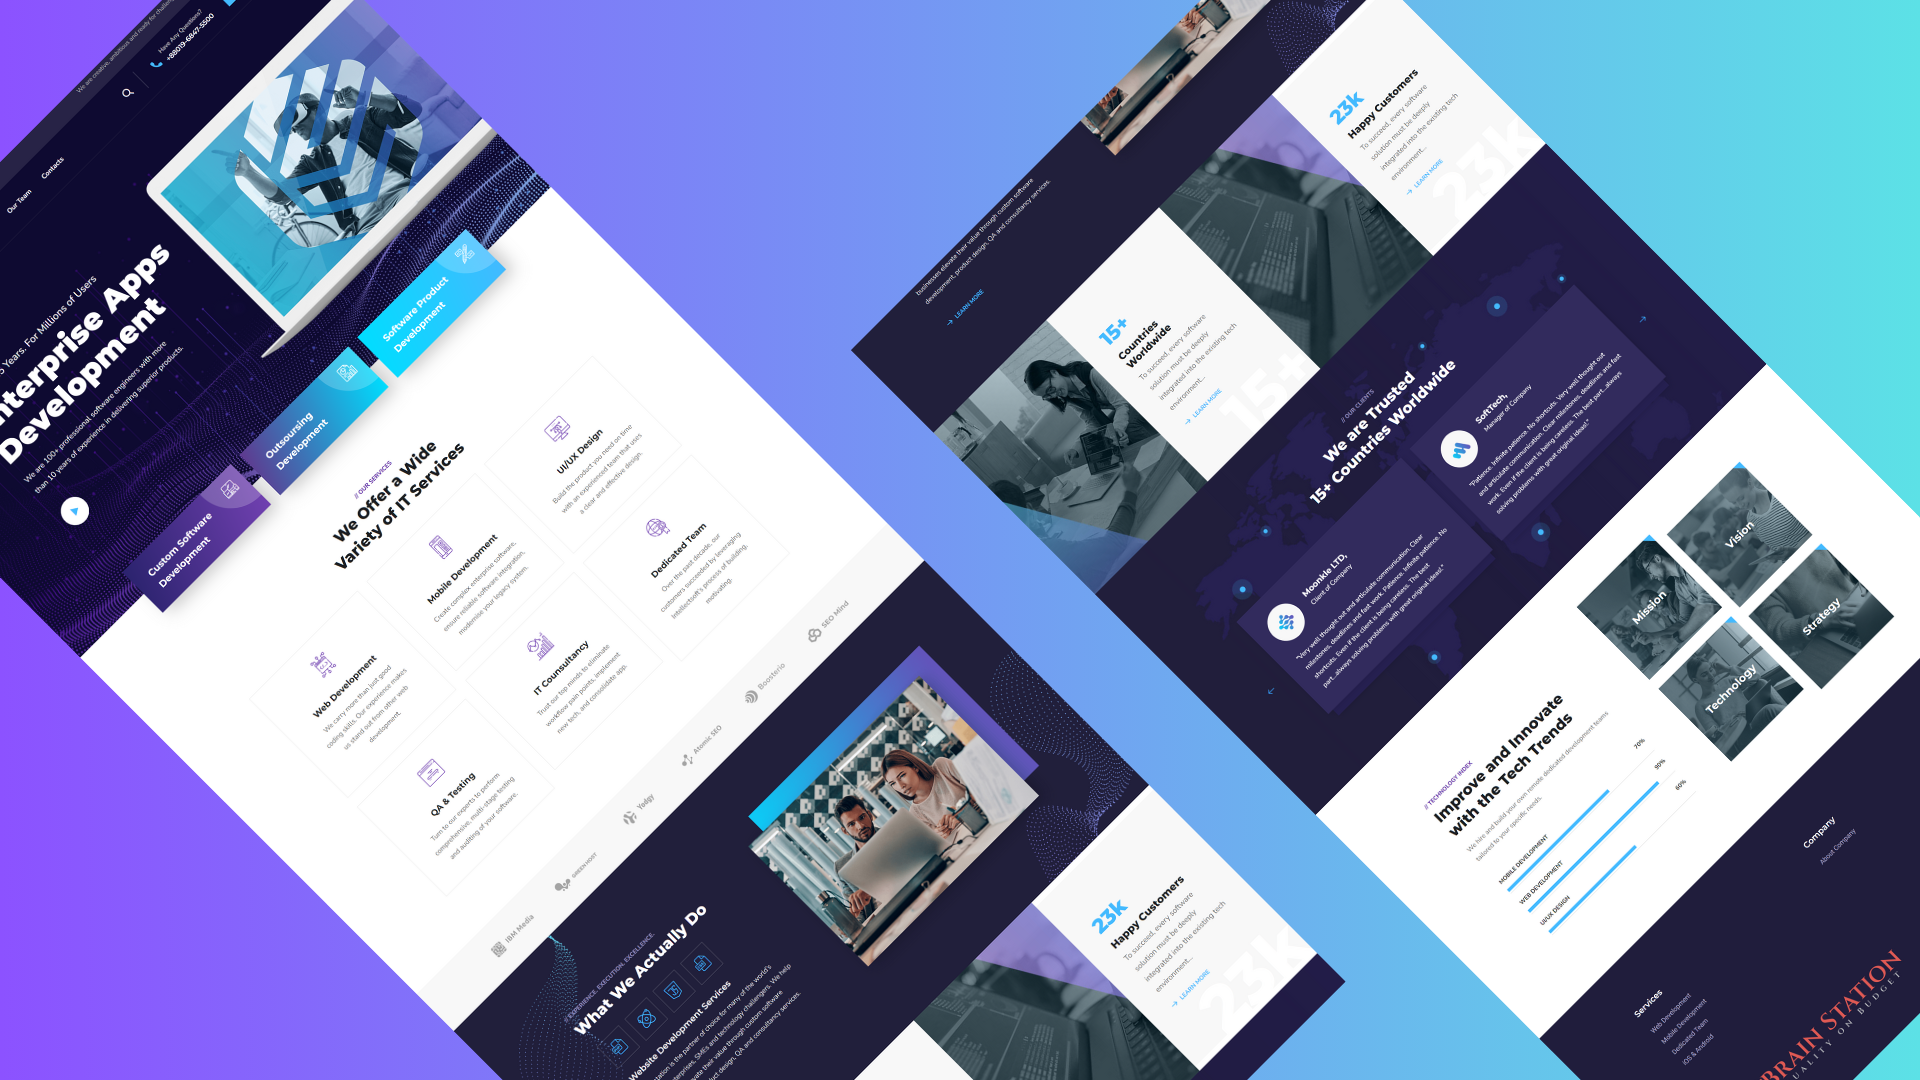 We are creative, ambitious and ready for
Have Any Questions?
+88019-6847-5500
Our Team
Contacts
Years. For Millions of Users
Enterprise Apps
Development
We are 100+ professional software engineers with more
than 10 years of experience in delivering superior products.
Custom Software
Development
Outsoursing
Development
Software Product
Development
// OUR SERVICES
We Offer a Wide
Variety of IT Services
Web Development
We carry more than just good
coding skills. Our experience makes
us stand out from other web
development.
Mobile Development
Create complex enterprise software,
ensure reliable software integration,
modernise your legacy system.
UI/UX Design
Build the product you need on time
with an experienced team that uses
a clear and effective design.
QA & Testing
Turn to our experts to perform
comprehensive, multi-stage testing
and auditing of your software.
IT Counsultancy
Trust our top minds to eliminate
workflow pain points, implement
new tech, and consolidate app.
Dedicated Team
Over the past decade, our
customers succeeded by leveraging
Intellectsoft's process of building,
motivating.
IBM Media
GREEN HOST
Yedgy
Atomic SEO
Boosterio
SEO Mind
// EXPERIENCE. EXECUTION. EXCELLENCE.
What We Actually Do
Website Development Services
is the partner of choice for many of the world's
enterprises, SMEs and technology challengers. We help
value through custom software
design, QA and consultancy services.
23k
Happy Customers
To succeed, every software
solution must be deeply
integrated into the existing tech
environment...
LEARN MORE
23k
businesses elevate their value through custom software
development, product design, QA and consultancy services.
LEARN MORE
15+
Countries
Worldwide
To succeed, every software
solution must be deeply
integrated into the existing tech
environment...
LEARN MORE
15+
23k
Happy Customers
To succeed, every software
solution must be deeply
integrated into the existing tech
environment...
LEARN MORE
23k
// OUR CLIENTS
We are Trusted
15+ Countries Worldwide
Moonkle LTD,
Client of Company
"Very well thought out and articulate communication. Clear
milestones, deadlines and fast work. Patience. Infinite patience. No
shortcuts. Even if the client is being careless. The best
part...always solving problems with great original ideas!."
SoftTech,
Manager of Company
"Patience. Infinite patience. No shortcuts. Very well thought out
and articulate communication. Clear milestones, deadlines and fast
work. Even if the client is being careless. The best part...always
solving problems with great original ideas!."
// TECHNOLOGY INDEX
Improve and Innovate
with the Tech Trends
We hire and build your own remote dedicated development teams
tailored to your specific needs.
MOBILE DEVELOPMENT
70%
WEB DEVELOPMENT
90%
UI/UX DESIGN
60%
Mission
Vision
Technology
Strategy
Services
Web Development
Mobile Development
Dedicated Team
iOS & Android
Company
About Company
BRAIN STATION
QUALITY ON BUDGET